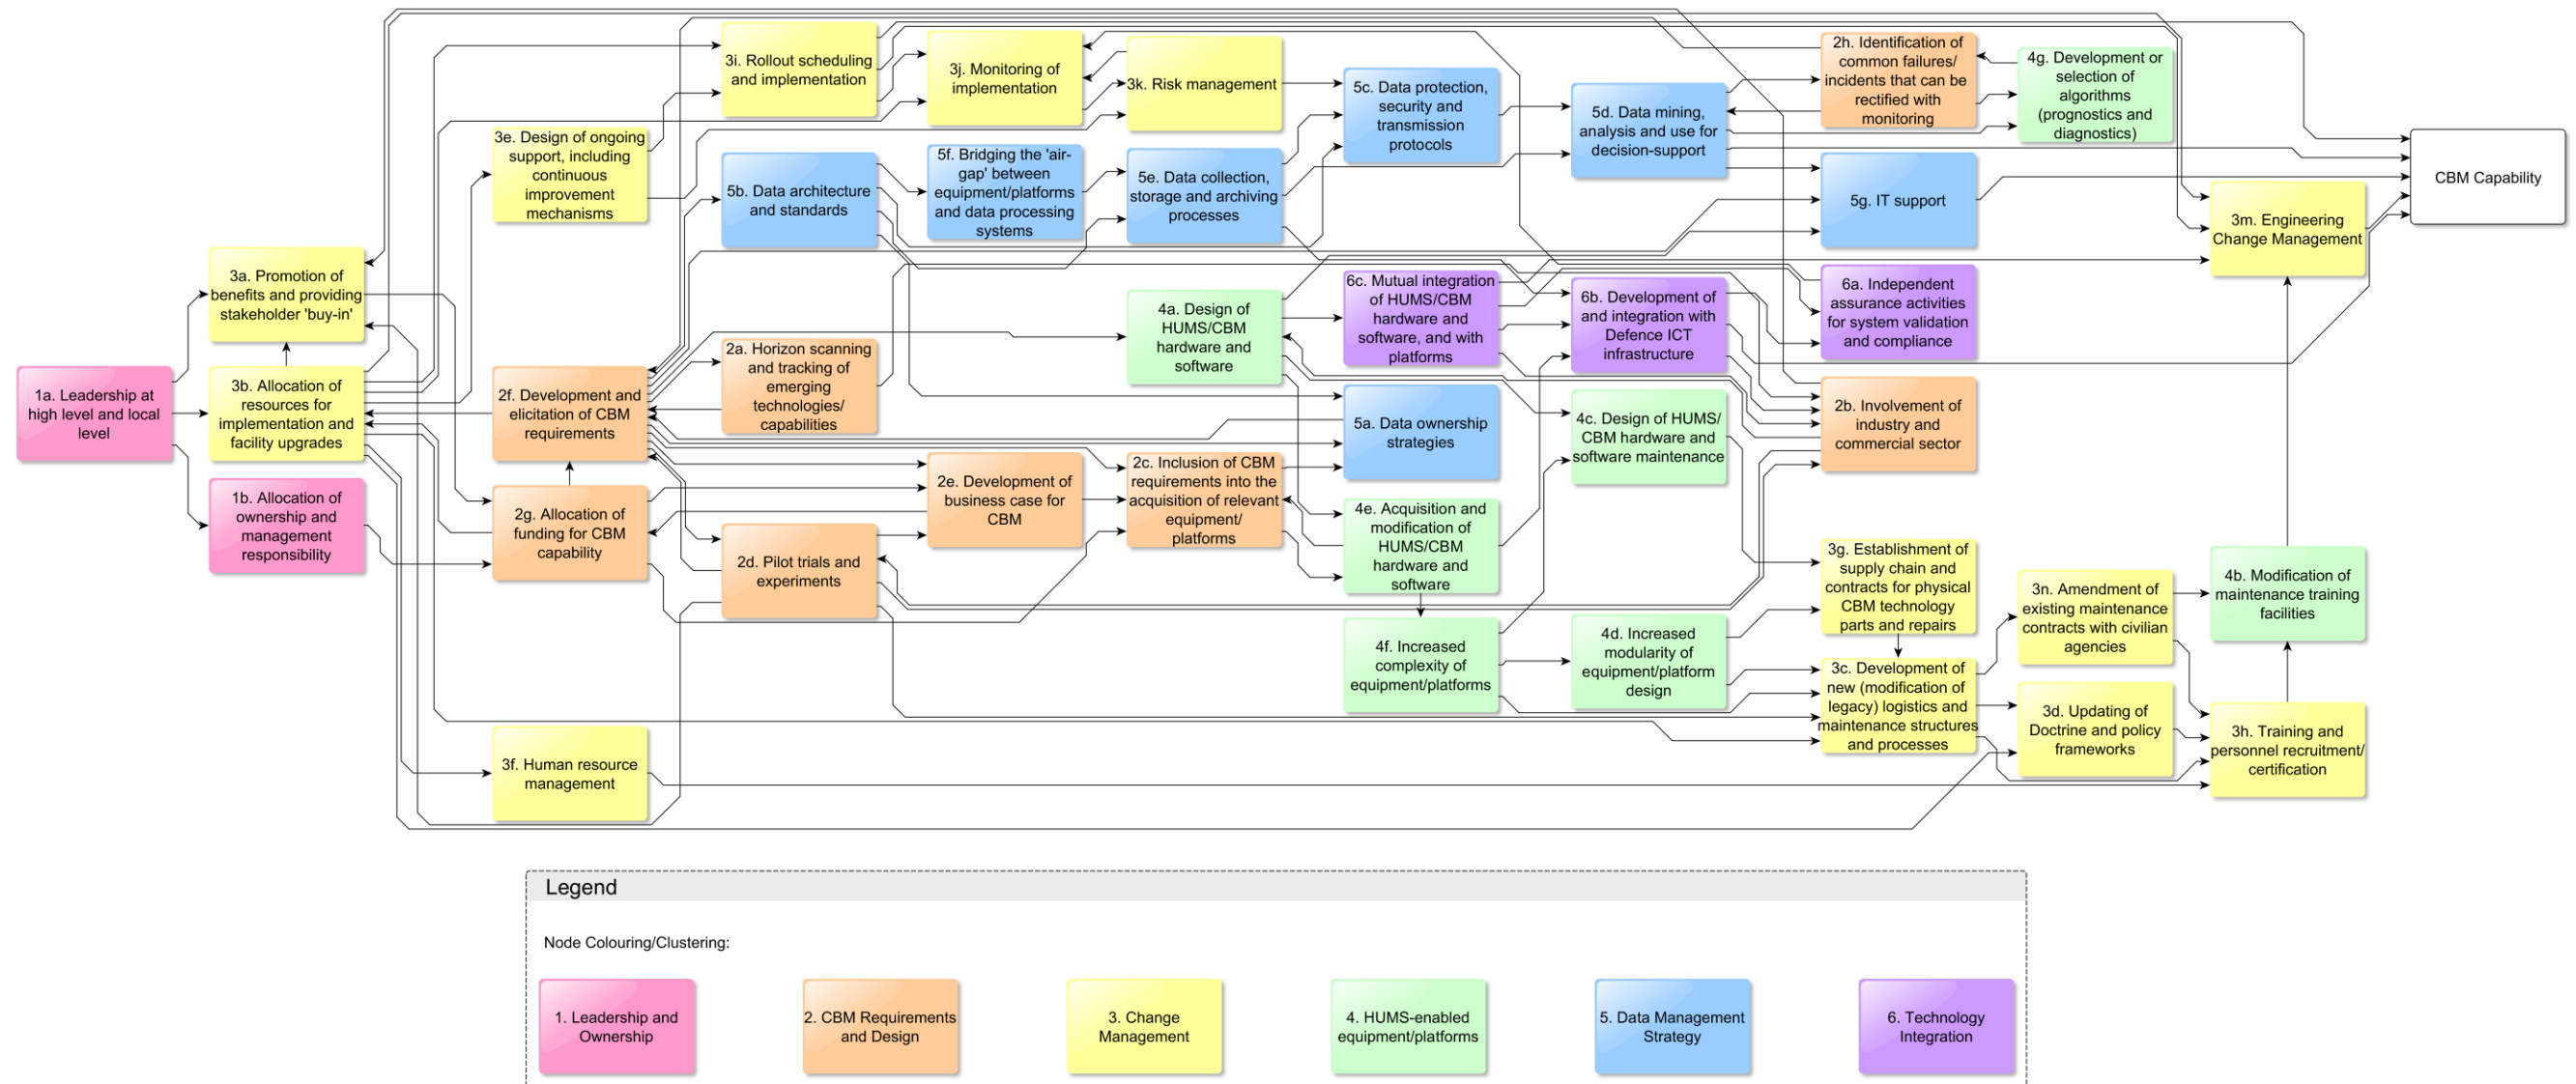 3i. Rollout scheduling
and implementation
3j. Monitoring of
implementation
3k. Risk management
5c. Data protection,
security and
transmission
protocols
5d. Data mining,
analysis and use for
decision-support
2h. Identification of
common failures/
incidents that can be
rectified with
monitoring
4g. Development or
selection of
algorithms
(prognostics and
diagnostics)
CBM Capability
3e. Design of ongoing
support, including
continuous
improvement
mechanisms
5b. Data architecture
and standards
5f. Bridging the 'air-
gap' between
equipment/platforms
and data processing
systems
5e. Data collection,
storage and archiving
processes
5g. IT support
3m. Engineering
Change Management
3a. Promotion of
benefits and providing
stakeholder 'buy-in'
4a. Design of
HUMS/CBM
hardware and
software
6c. Mutual integration
of HUMS/CBM
hardware and
software, and with
platforms
6b. Development of
and integration with
Defence ICT
infrastructure
6a. Independent
assurance activities
for system validation
and compliance
1a. Leadership at
high level and local
level
3b. Allocation of
resources for
implementation and
facility upgrades
2f. Development and
elicitation of CBM
requirements
2a. Horizon scanning
and tracking of
emerging
technologies/
capabilities
5a. Data ownership
strategies
4c. Design of HUMS/
CBM hardware and
software maintenance
2b. Involvement of
industry and
commercial sector
1b. Allocation of
ownership and
management
responsibility
2g. Allocation of
funding for CBM
capability
2d. Pilot trials and
experiments
2e. Development of
business case for
CBM
2c. Inclusion of CBM
requirements into the
acquisition of relevant
equipment/
platforms
4e. Acquisition and
modification of
HUMS/CBM
hardware and
software
3g. Establishment of
supply chain and
contracts for physical
CBM technology
parts and repairs
3n. Amendment of
existing maintenance
contracts with civilian
agencies
4b. Modification of
maintenance training
facilities
4f. Increased
complexity of
equipment/platforms
4d. Increased
modularity of
equipment/platform
design
3c. Development of
new (modification of
legacy) logistics and
maintenance structures
and processes
3d. Updating of
Doctrine and policy
frameworks
3h. Training and
personnel recruitment/
certification
3f. Human resource
management
Legend
Node Colouring/Clustering:
1. Leadership and
Ownership
2. CBM Requirements
and Design
3. Change
Management
4. HUMS-enabled
equipment/platforms
5. Data Management
Strategy
6. Technology
Integration